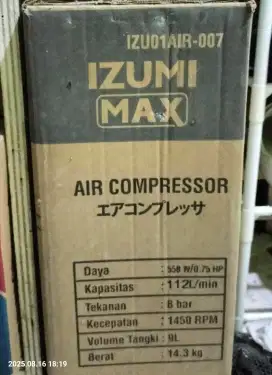 IZU01AIR-007
IZUMI
MAX
AIR COMPRESSOR
エアコンプレッサ
Daya : 550 W/0.75 HP
Kapasitas : 112L/min
Tekanan : 8 bar
Kecepatan : 1450 RPM
Volume Tangki : 9L
Berat : 14.3 kg
2025.08.16 18:19